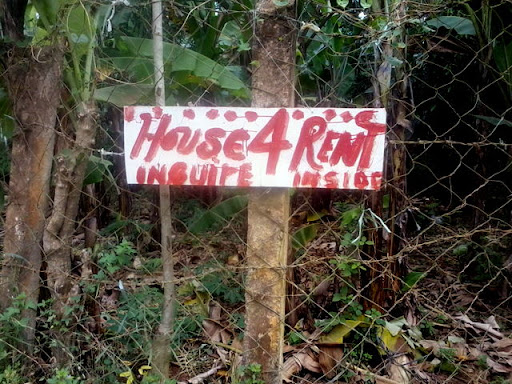 House 4 Rent
INQUIRE INSIDE